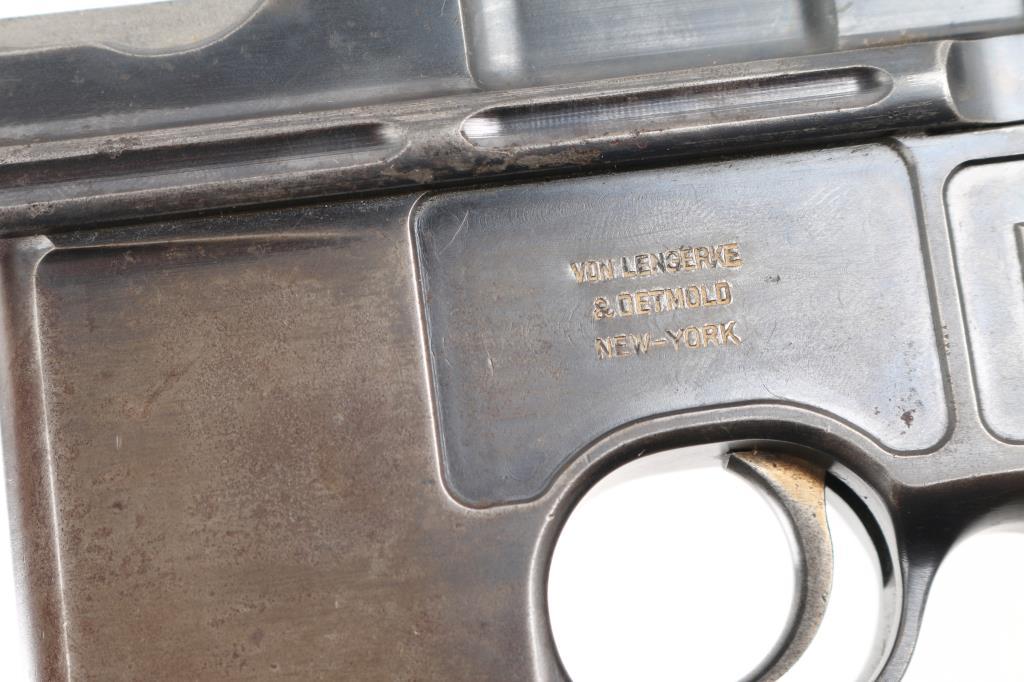 VON LENGERKE
& DETMOLD
NEW-YORK